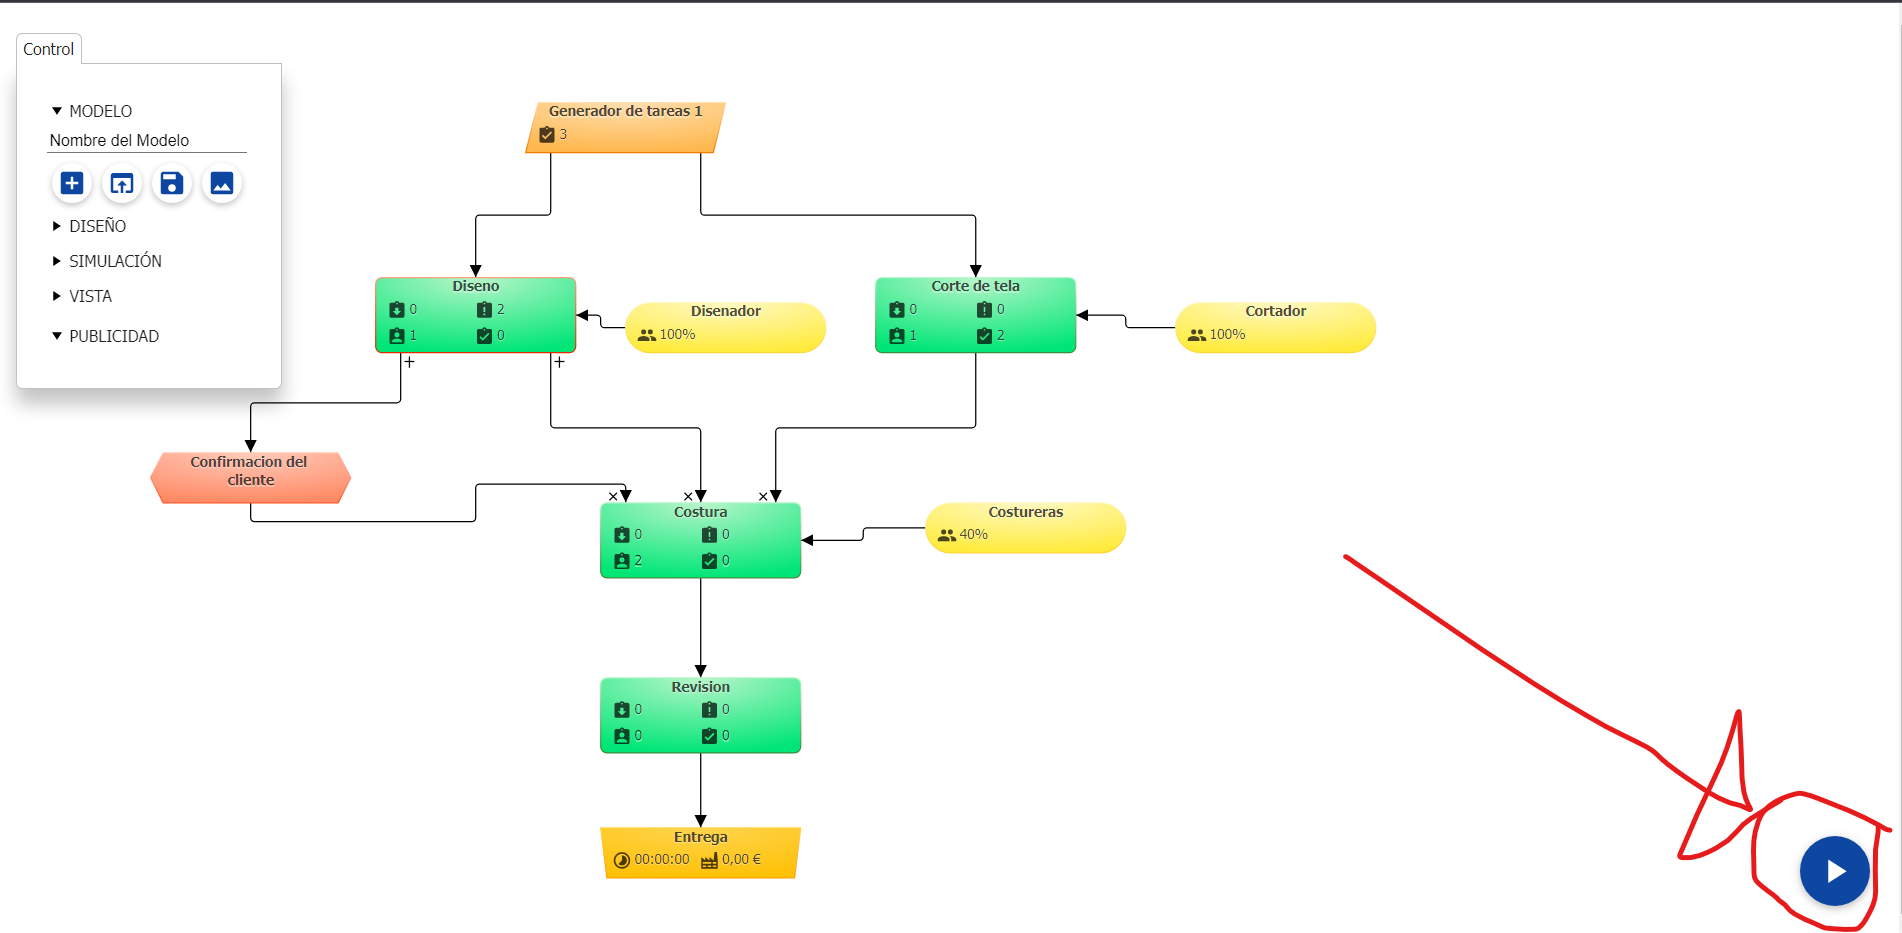 Control
MODELO
Nombre del Modelo
DISEÑO
SIMULACIÓN
VISTA
PUBLICIDAD
Generador de tareas 1
3
Diseno
0 2
1 0
Disenador
100%
Corte de tela
0 0
1 2
Cortador
100%
+ +
Confirmacion del
cliente
× × ×
Costura
0 0
2 0
Costureras
40%
Revision
0 0
0 0
Entrega
00:00:00 0,00 €